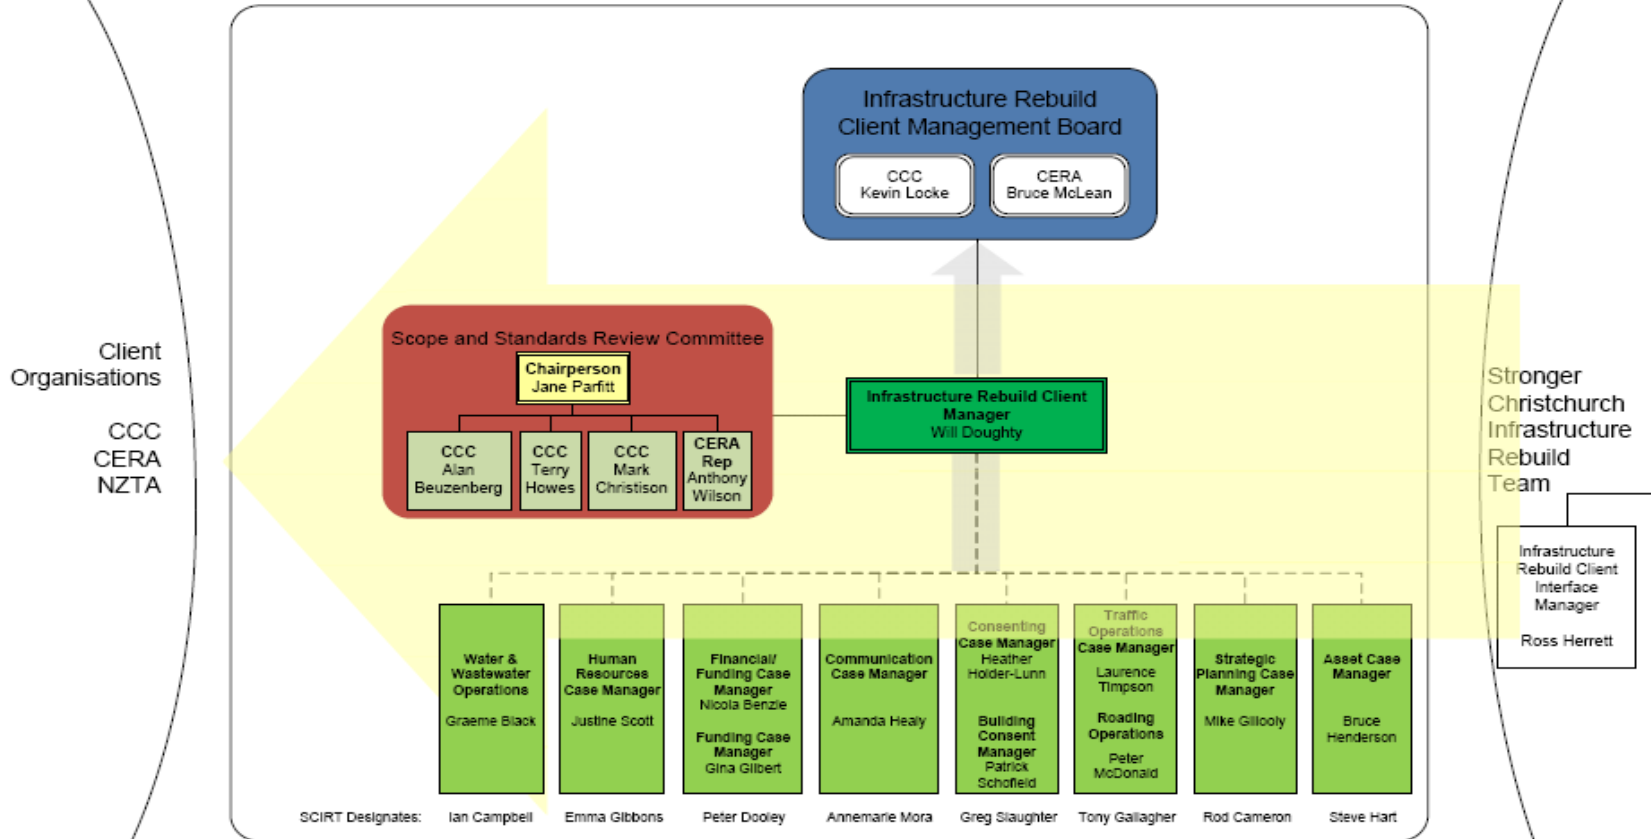 Infrastructure Rebuild
Client Management Board
CCC
Kevin Locke
CERA
Bruce McLean
Client
Organisations
CCC
CERA
NZTA
Scope and Standards Review Committee
Chairperson
Jane Parfitt
CCC
Alan
Beuzenberg
CCC
Terry
Howes
CCC
Mark
Christison
CERA
Rep
Anthony
Wilson
Infrastructure Rebuild Client
Manager
Will Doughty
Stronger
Christchurch
Infrastructure
Rebuild
Team
Infrastructure
Rebuild Client
Interface
Manager
Ross Herrett
Water &
Wastewater
Operations
Graeme Black
Human
Resources
Case Manager
Justine Scott
Financial/
Funding Case
Manager
Nicola Benzie
Funding Case
Manager
Gina Gilbert
Communication
Case Manager
Amanda Healy
Consenting
Case Manager
Heather
Holder-Lunn
Building
Consent
Manager
Patrick
Schofield
Traffic
Operations
Case Manager
Laurence
Timpson
Roading
Operations
Peter
McDonald
Strategic
Planning Case
Manager
Mike Gillooly
Asset Case
Manager
Bruce
Henderson
SCIRT Designates:
Ian Campbell
Emma Gibbons
Peter Dooley
Annemarie Mora
Greg Slaughter
Tony Gallagher
Rod Cameron
Steve Hart